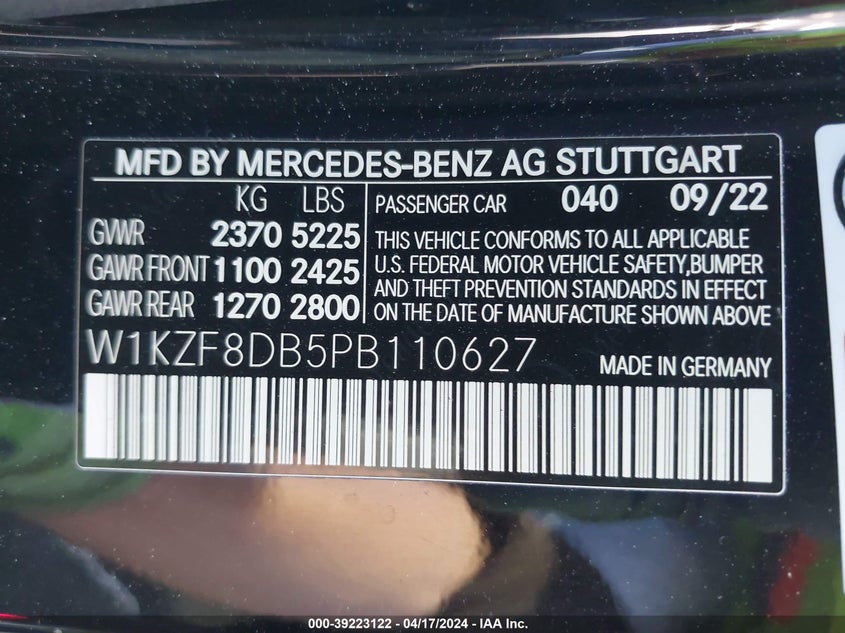 MFD BY MERCEDES-BENZ AG STUTTGART
KG LBS
GVWR 2370 5225
GAWR FRONT 1100 2425
GAWR REAR 1270 2800
PASSENGER CAR 040 09/22
THIS VEHICLE CONFORMS TO ALL APPLICABLE
U.S. FEDERAL MOTOR VEHICLE SAFETY,BUMPER
AND THEFT PREVENTION STANDARDS IN EFFECT
ON THE DATE OF MANUFACTURE SHOWN ABOVE
W1KZF8DB5PB110627
MADE IN GERMANY
000-39223122 - 04/17/2024 - IAA Inc.